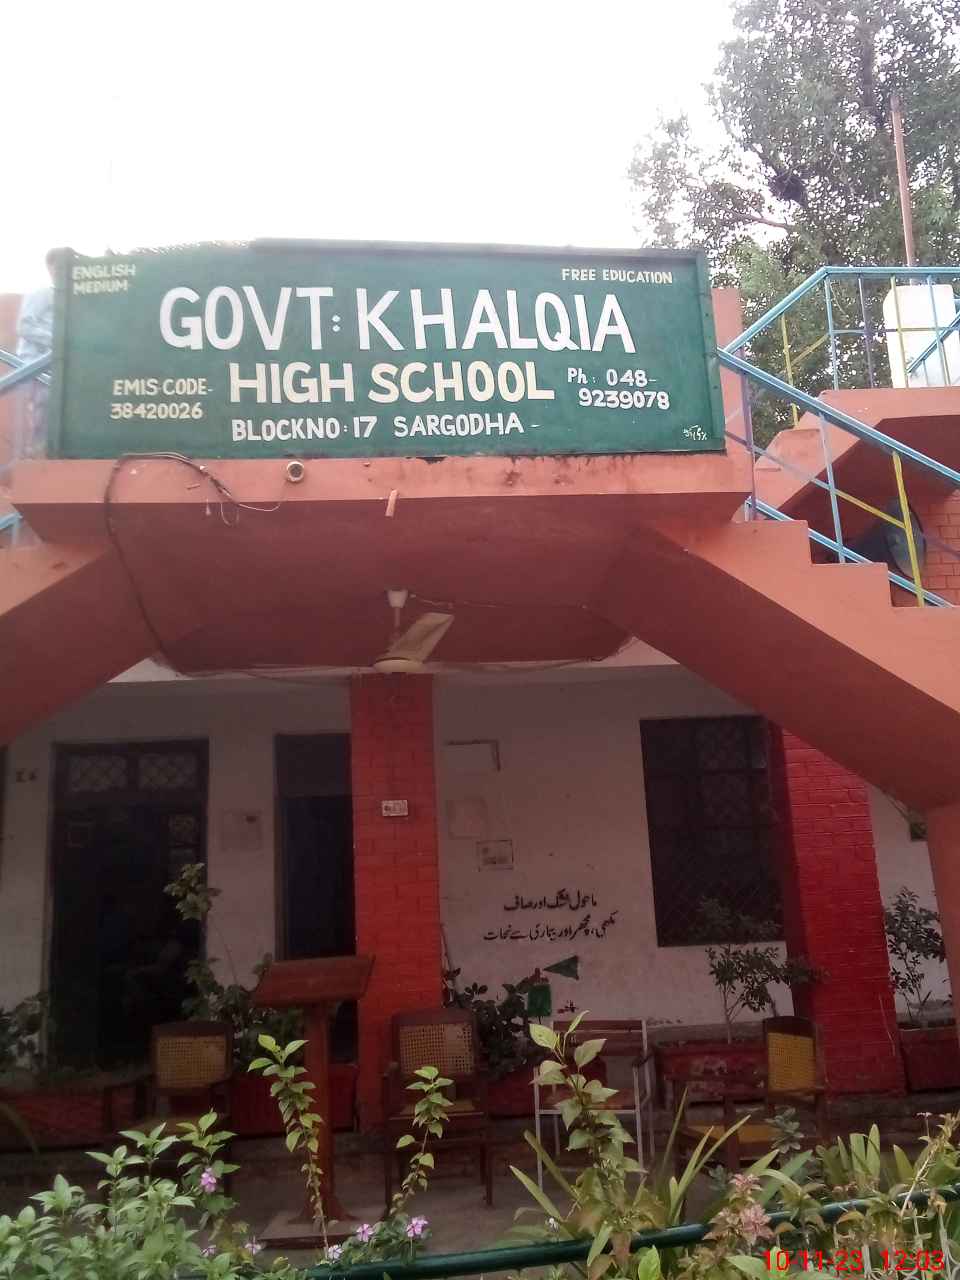 ENGLISH
MEDIUM
FREE EDUCATION
GOVT: KHALQIA
HIGH SCHOOL
EMIS-CODE-
38420026
Ph: 048-
9239078
BLOCKNO: 17 SARGODHA -
ماحول خشک اور صاف
مکھی، مچھر اور بیماری سے نجات
10-11-23 12:03